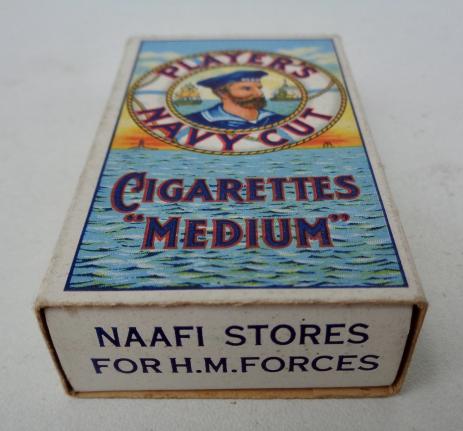 PLAYER'S
NAVY CUT
CIGARETTES
"MEDIUM"
NAAFI STORES
FOR H.M. FORCES